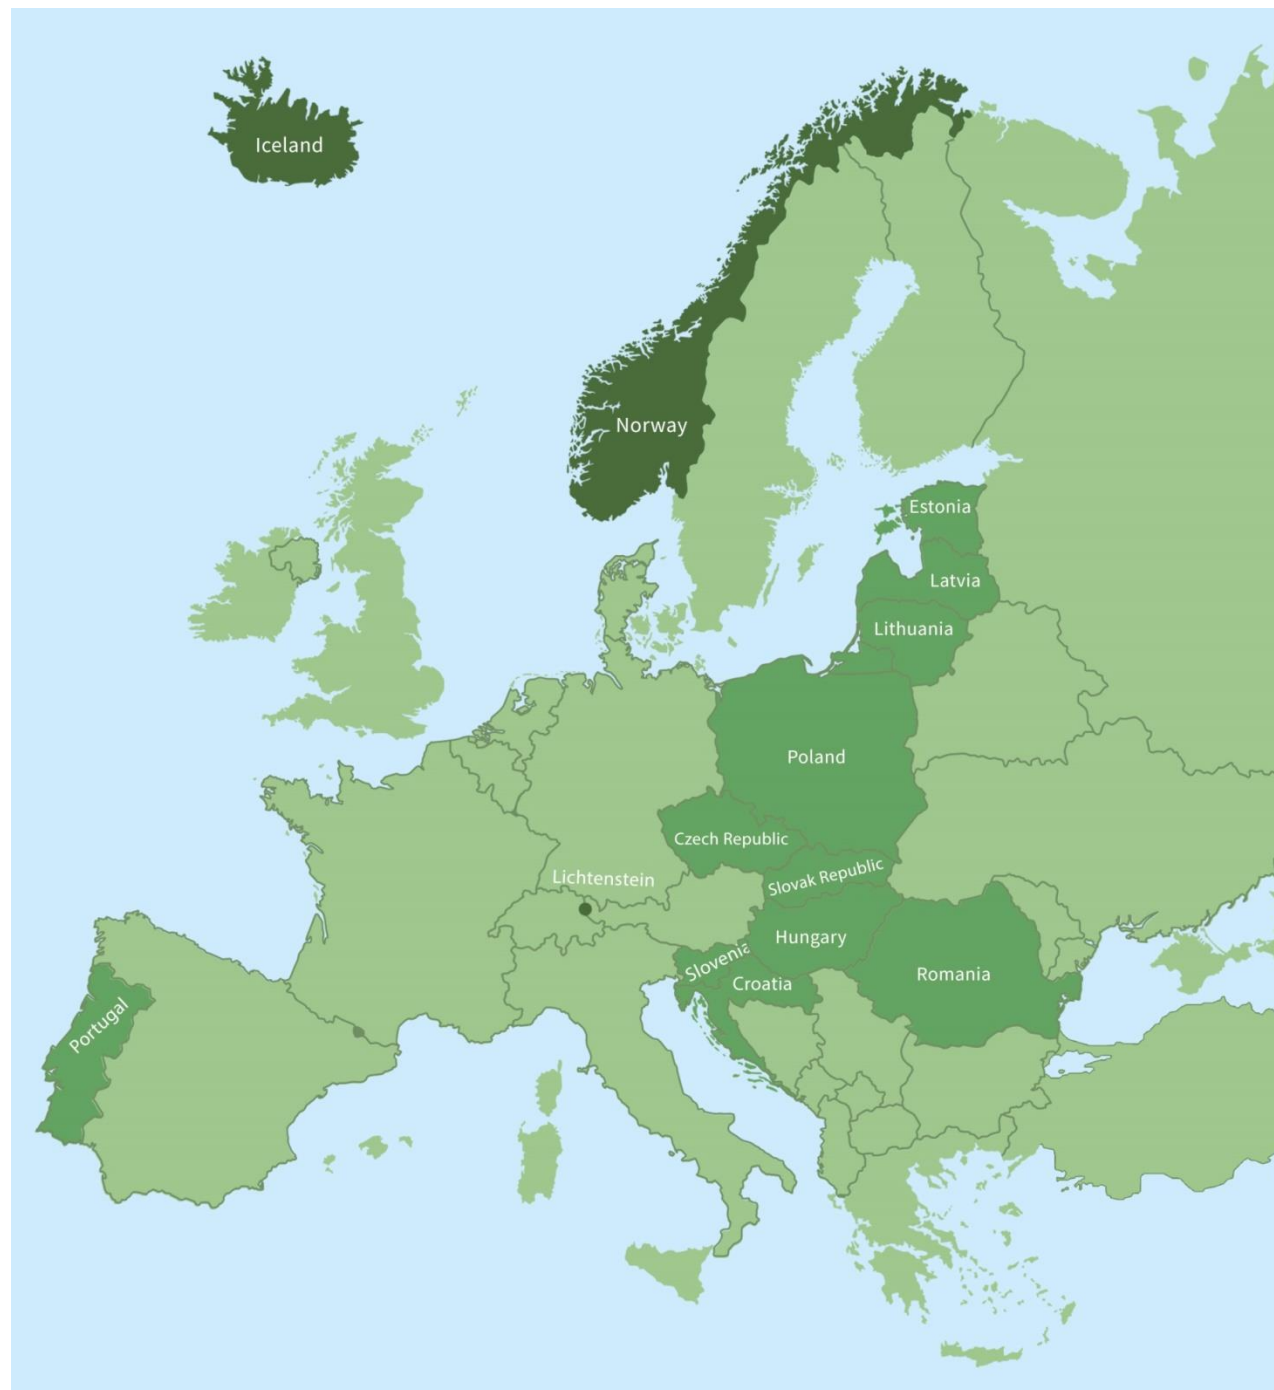 Iceland
Norway
Estonia
Latvia
Lithuania
Poland
Czech Republic
Slovak Republic
Lichtenstein
Hungary
Slovenia
Croatia
Romania
Portugal